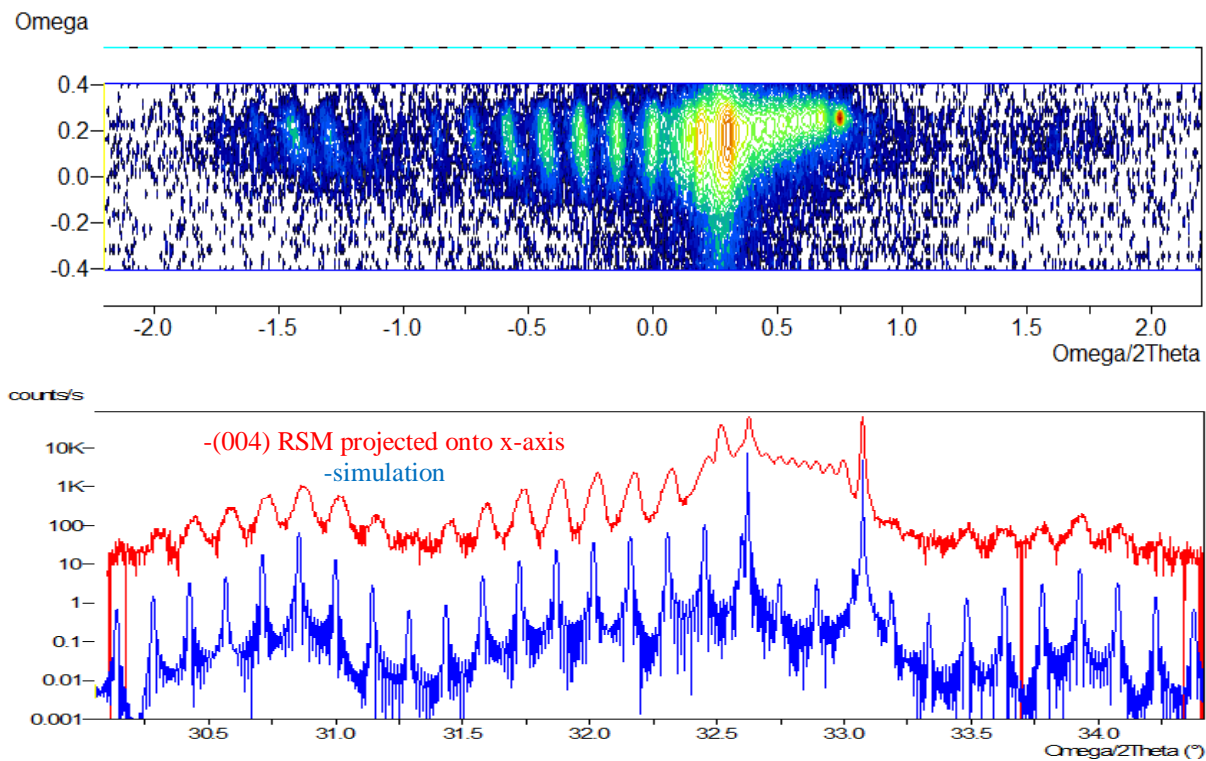 Omega
0.4
0.2
0.0
-0.2
-0.4
-2.0 -1.5 -1.0 -0.5 0.0 0.5 1.0 1.5 2.0
Omega/2Theta
counts/s
-(004) RSM projected onto x-axis
-simulation
10K
1K
100
10
1
0.1
0.01
0.001
30.5 31.0 31.5 32.0 32.5 33.0 33.5 34.0
Omega/2Theta (°)